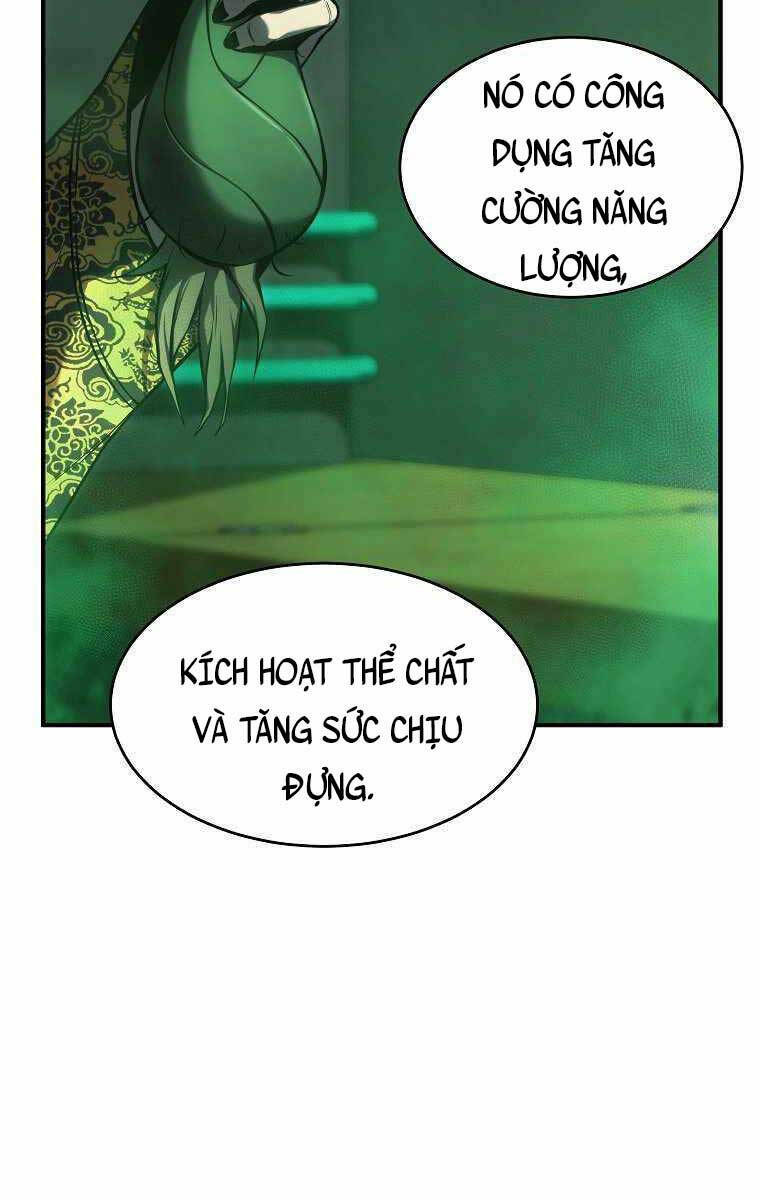 NÓ CÓ CÔNG
DỤNG TĂNG
CƯỜNG NĂNG
LƯỢNG,
KÍCH HOẠT THỂ CHẤT
VÀ TĂNG SỨC CHỊU
ĐỰNG.